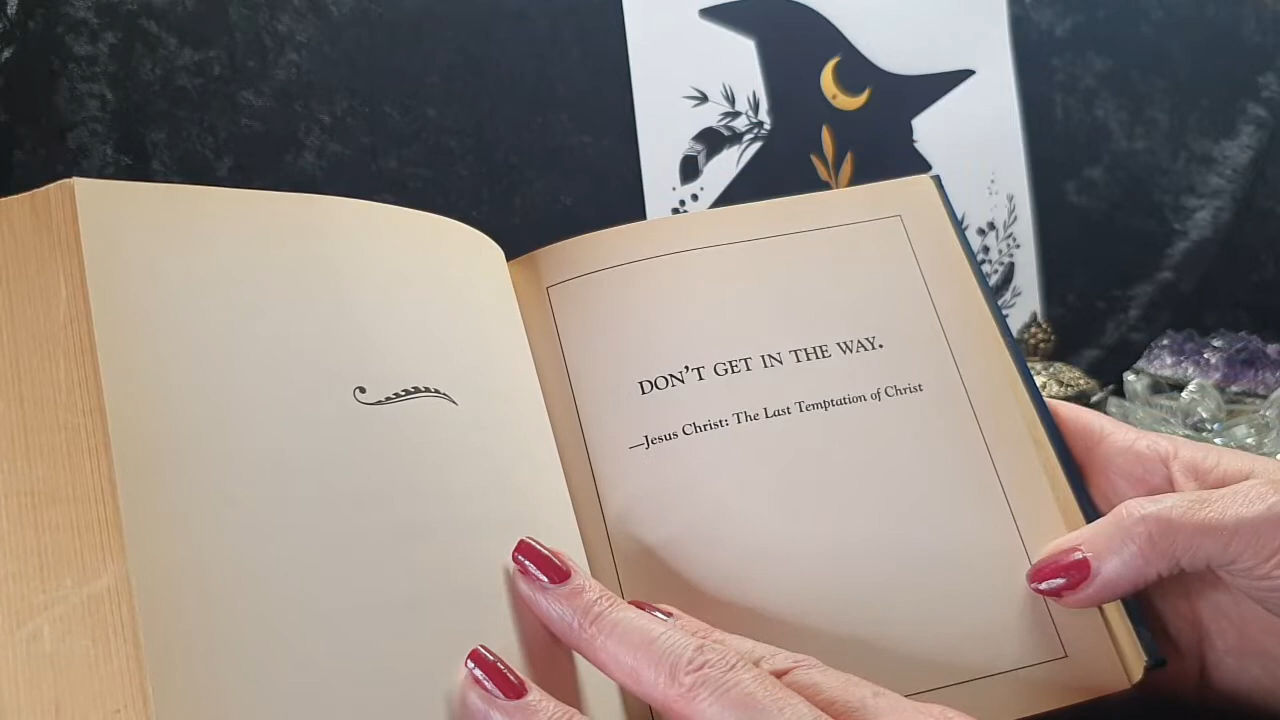 DON'T GET IN THE WAY.
—Jesus Christ: The Last Temptation of Christ